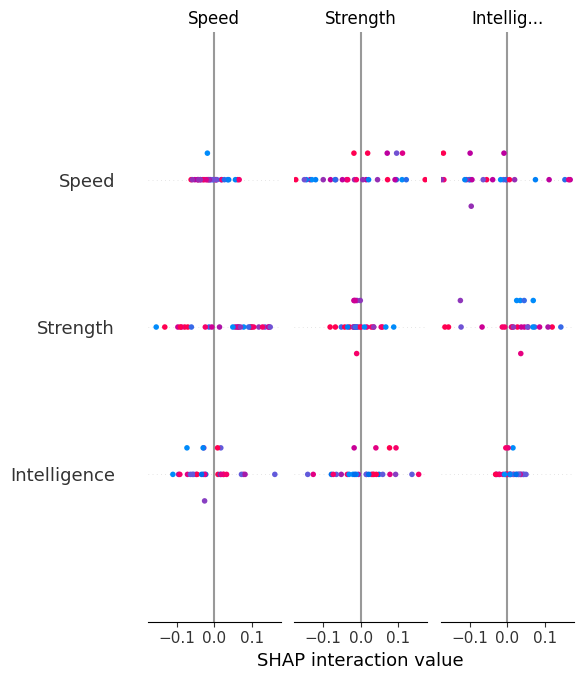 Speed Strength Intellig...
Speed
Strength
Intelligence
−0.1 0.0 0.1 −0.1 0.0 0.1 −0.1 0.0 0.1
SHAP interaction value